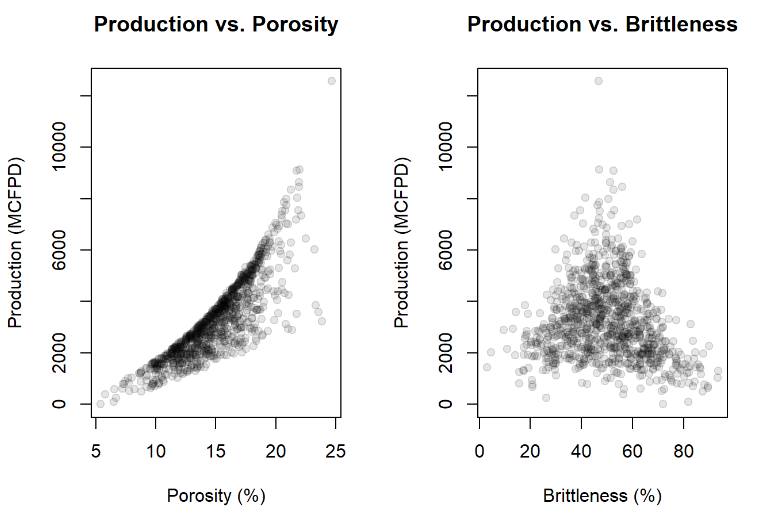 Production vs. Porosity
Production (MCFPD)
10000
6000
2000
0
5 10 15 20 25
Porosity (%)
Production vs. Brittleness
Production (MCFPD)
10000
6000
2000
0
0 20 40 60 80
Brittleness (%)